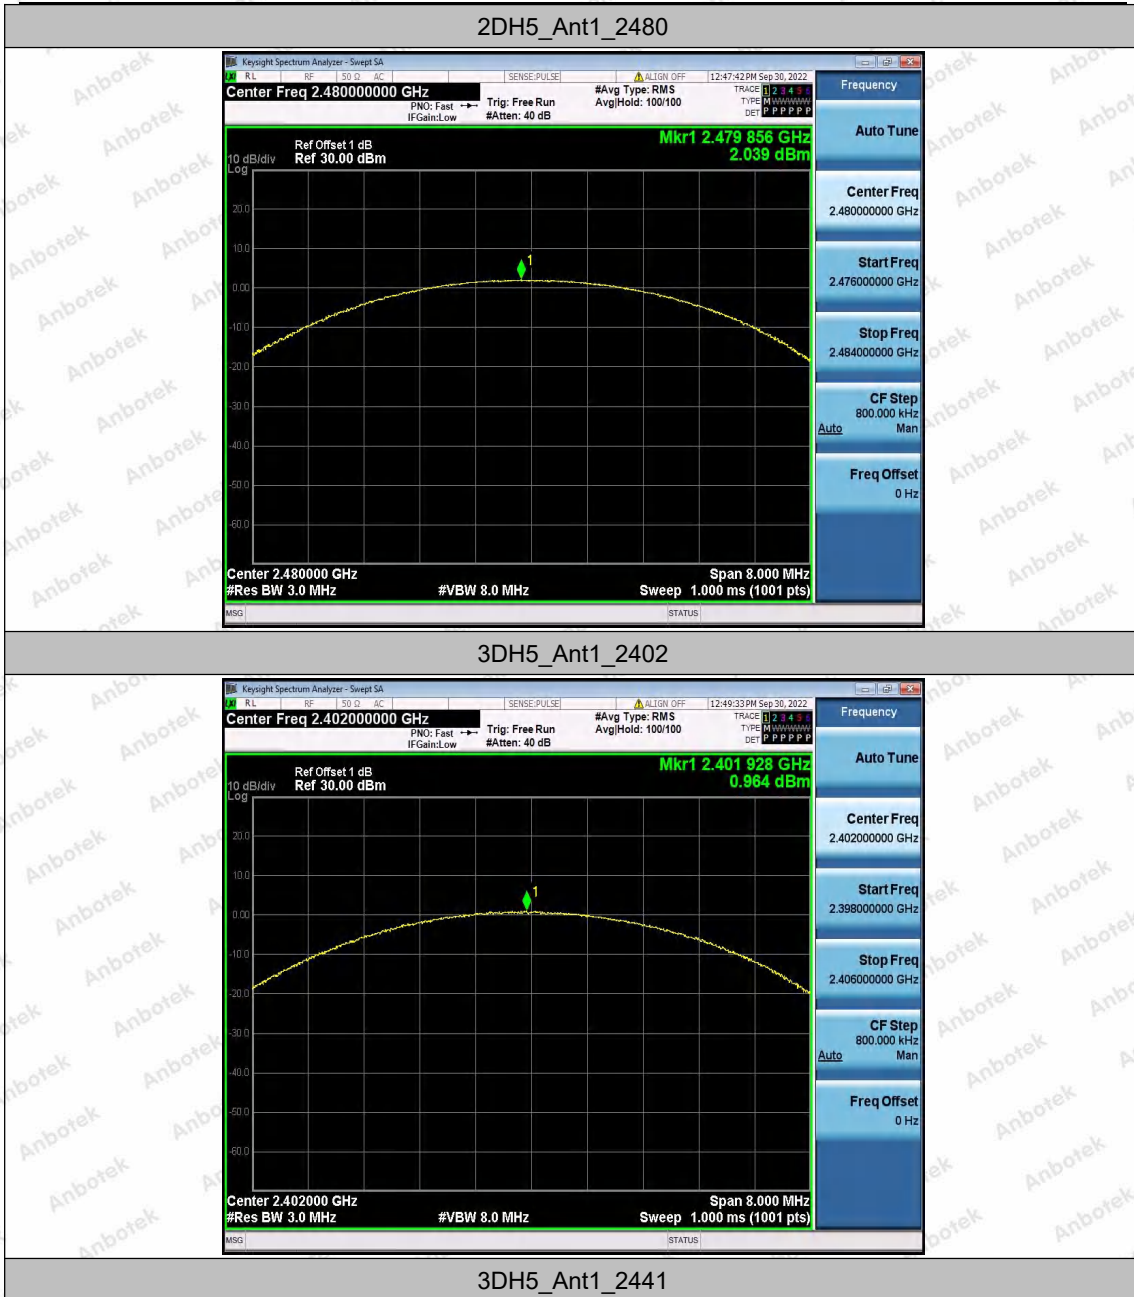 2DH5_Ant1_2480
Keysight Spectrum Analyzer - Swept SA
RL RF 50 Ω AC SENSE:PULSE ALIGN OFF 12:47:42 PM Sep 30, 2022
Center Freq 2.480000000 GHz #Avg Type: RMS TRACE 1 2 3 4 5 6
PNO: Fast Trig: Free Run Avg|Hold: 100/100 TYPE M WWWWW
IFGain:Low #Atten: 40 dB DET P P P P P P
Frequency
Auto Tune
Mkr1 2.479 856 GHz
Ref Offset 1 dB
10 dB/div Ref 30.00 dBm 2.039 dBm
Log
20.0
10.0
0.00
-10.0
-20.0
-30.0
-40.0
-50.0
-60.0
1
Center Freq
2.480000000 GHz
Start Freq
2.476000000 GHz
Stop Freq
2.484000000 GHz
CF Step
800.000 kHz
Auto Man
Freq Offset
0 Hz
Center 2.480000 GHz Span 8.000 MHz
#Res BW 3.0 MHz #VBW 8.0 MHz Sweep 1.000 ms (1001 pts)
MSG STATUS
3DH5_Ant1_2402
Keysight Spectrum Analyzer - Swept SA
RL RF 50 Ω AC SENSE:PULSE ALIGN OFF 12:49:33 PM Sep 30, 2022
Center Freq 2.402000000 GHz #Avg Type: RMS TRACE 1 2 3 4 5 6
PNO: Fast Trig: Free Run Avg|Hold: 100/100 TYPE M WWWWW
IFGain:Low #Atten: 40 dB DET P P P P P P
Frequency
Auto Tune
Mkr1 2.401 928 GHz
Ref Offset 1 dB
10 dB/div Ref 30.00 dBm 0.964 dBm
Log
20.0
10.0
0.00
-10.0
-20.0
-30.0
-40.0
-50.0
-60.0
1
Center Freq
2.402000000 GHz
Start Freq
2.398000000 GHz
Stop Freq
2.406000000 GHz
CF Step
800.000 kHz
Auto Man
Freq Offset
0 Hz
Center 2.402000 GHz Span 8.000 MHz
#Res BW 3.0 MHz #VBW 8.0 MHz Sweep 1.000 ms (1001 pts)
MSG STATUS
3DH5_Ant1_2441
Anbotek